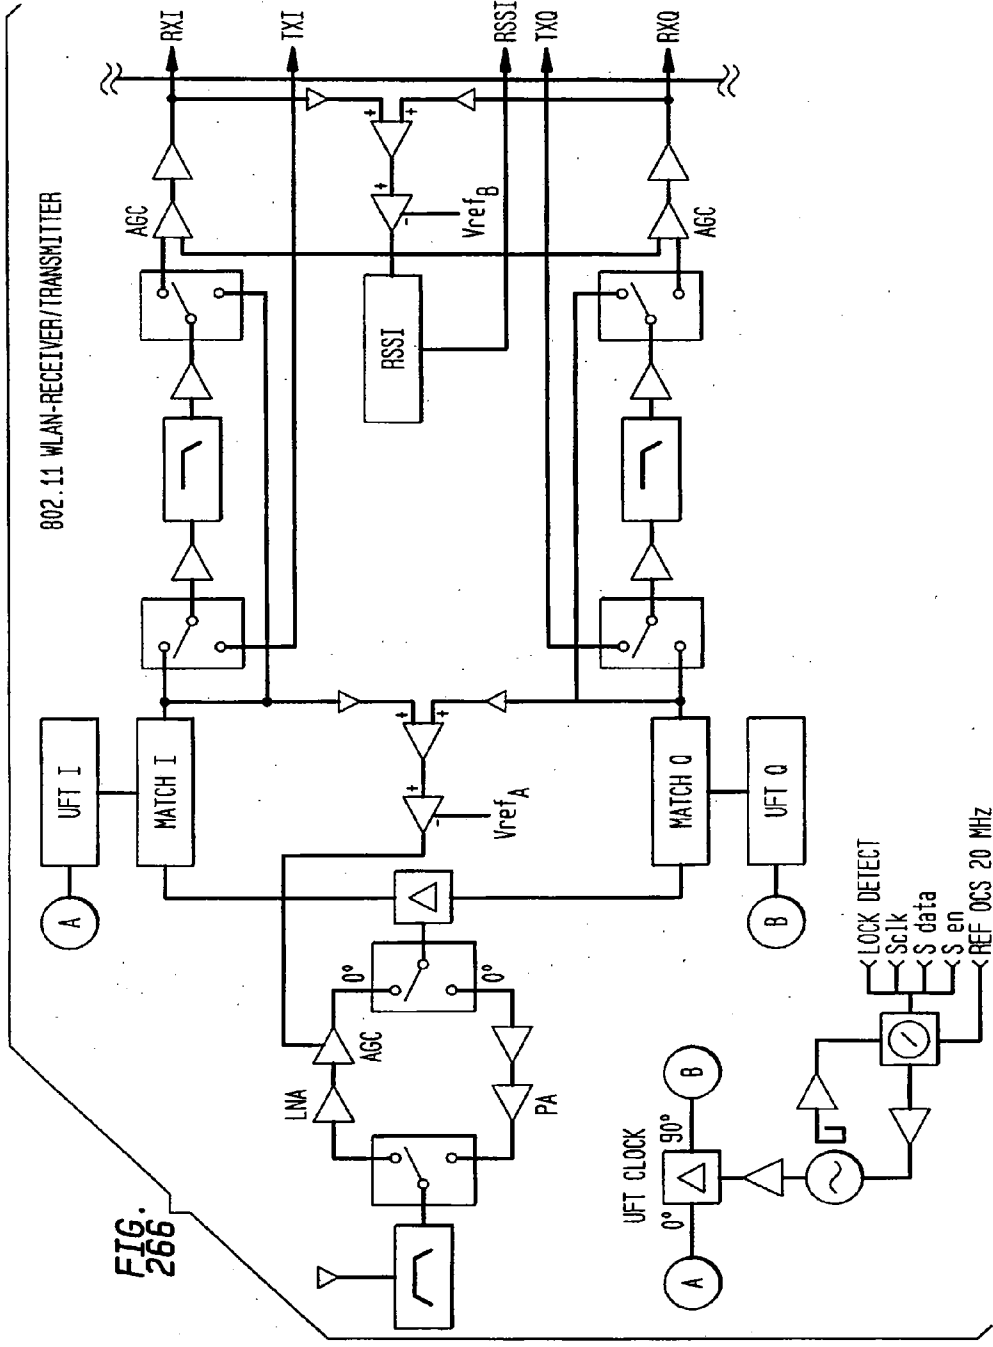 FIG.
266
802.11 WLAN-RECEIVER/TRANSMITTER
UFT I
A
MATCH I
RXI
TXI
AGC
+
+
+
-
Vref_B
RSSI
RSSI
TXQ
RXQ
AGC
+
+
+
-
Vref_A
LNA
AGC
0°
0°
PA
MATCH Q
UFT Q
B
UFT CLOCK
0°
90°
A
B
LOCK DETECT
Sclk
S data
S en
REF OCS 20 MHz